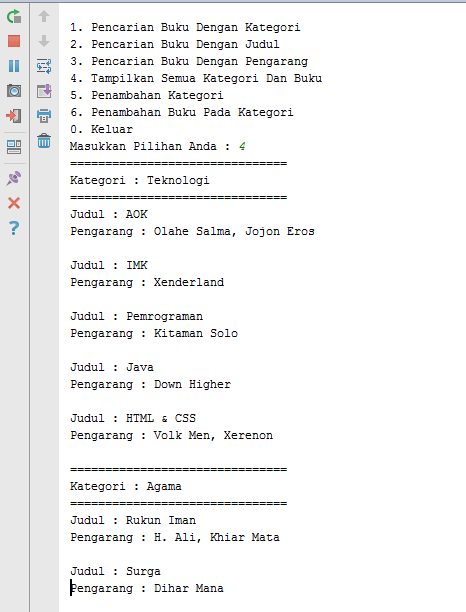 1. Pencarian Buku Dengan Kategori
2. Pencarian Buku Dengan Judul
3. Pencarian Buku Dengan Pengarang
4. Tampilkan Semua Kategori Dan Buku
5. Penambahan Kategori
6. Penambahan Buku Pada Kategori
0. Keluar
Masukkan Pilihan Anda : 4
===============================
Kategori : Teknologi
===============================
Judul : AOK
Pengarang : Olahe Salma, Jojon Eros
Judul : IMK
Pengarang : Xenderland
Judul : Pemrograman
Pengarang : Kitaman Solo
Judul : Java
Pengarang : Down Higher
Judul : HTML & CSS
Pengarang : Volk Men, Xerenon
===============================
Kategori : Agama
===============================
Judul : Rukun Iman
Pengarang : H. Ali, Khiar Mata
Judul : Surga
Pengarang : Dihar Mana